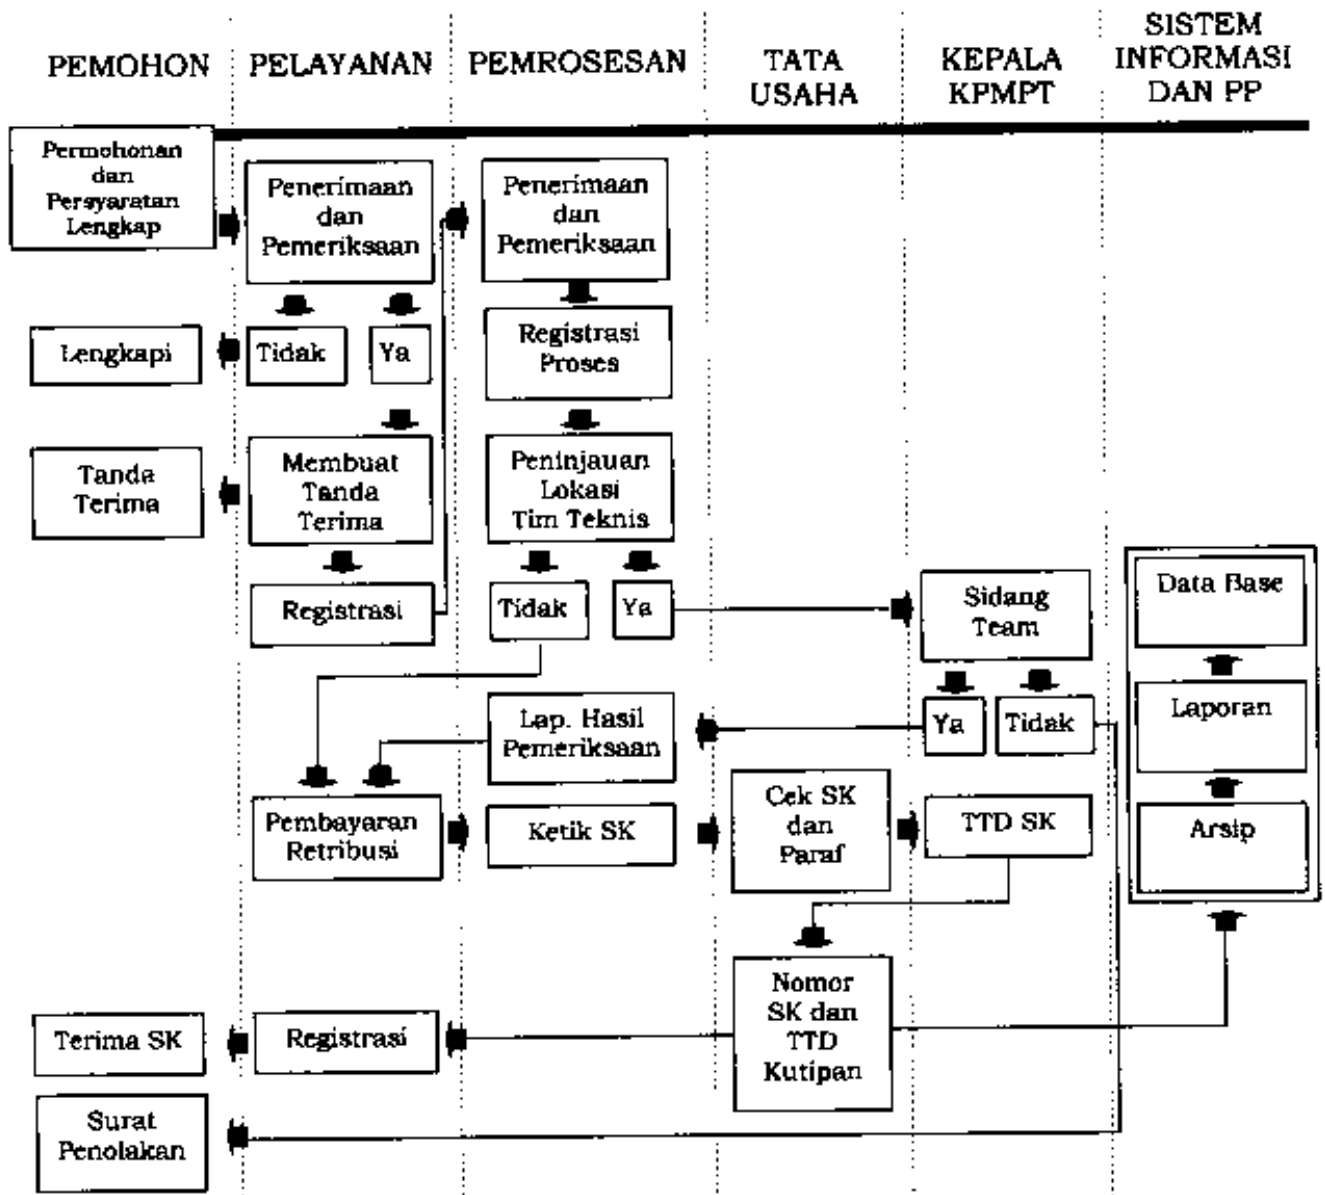 PEMOHON
PELAYANAN
PEMROSESAN
TATA
USAHA
KEPALA
KPMPT
SISTEM
INFORMASI
DAN PP
Permohonan
dan
Persyaratan
Lengkap
Penerimaan
dan
Pemeriksaan
Penerimaan
dan
Pemeriksaan
Lengkapi
Tidak
Ya
Registrasi
Proses
Tanda
Terima
Membuat
Tanda
Terima
Peninjauan
Lokasi
Tim Teknis
Registrasi
Tidak
Ya
Sidang
Team
Data Base
Lap. Hasil
Pemeriksaan
Ya
Tidak
Laporan
Pembayaran
Retribusi
Ketik SK
Cek SK
dan
Paraf
TTD SK
Arsip
Terima SK
Registrasi
Nomor
SK dan
TTD
Kutipan
Surat
Penolakan